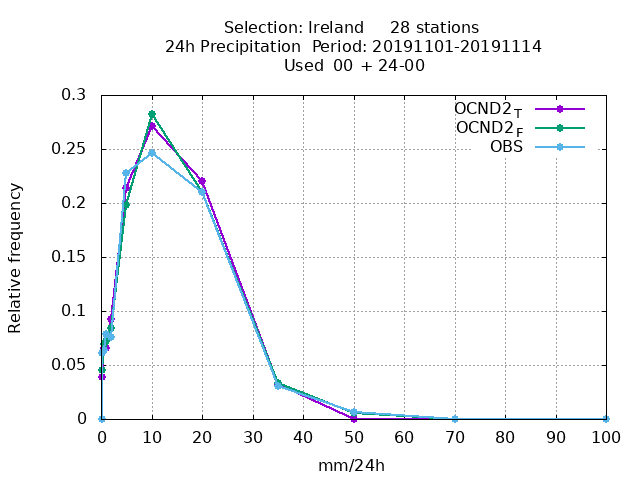 Selection: Ireland     28 stations
24h Precipitation  Period: 20191101-20191114
Used  00 + 24-00
OCND2T
OCND2F
OBS
Relative frequency
0.3
0.25
0.2
0.15
0.1
0.05
0
0 10 20 30 40 50 60 70 80 90 100
mm/24h